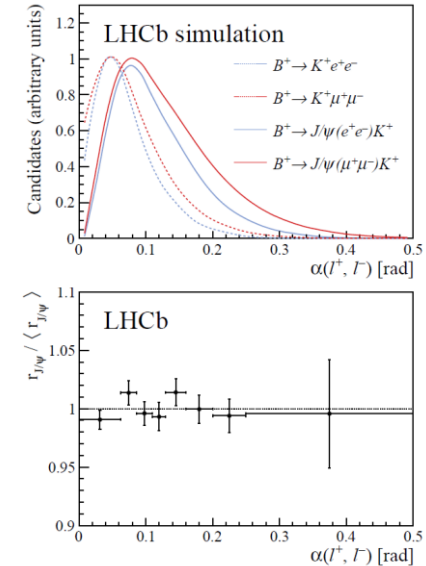 LHCb simulation
Candidates (arbitrary units)
1.2
1
0.8
0.6
0.4
0.2
0
B⁺ → K⁺e⁺e⁻
B⁺ → K⁺μ⁺μ⁻
B⁺ → J/ψ(e⁺e⁻)K⁺
B⁺ → J/ψ(μ⁺μ⁻)K⁺
0 0.1 0.2 0.3 0.4 0.5
α(l⁺, l⁻) [rad]
LHCb
r_J/ψ / ⟨ r_J/ψ ⟩
1.1
1.05
1
0.95
0.9
0 0.1 0.2 0.3 0.4 0.5
α(l⁺, l⁻) [rad]